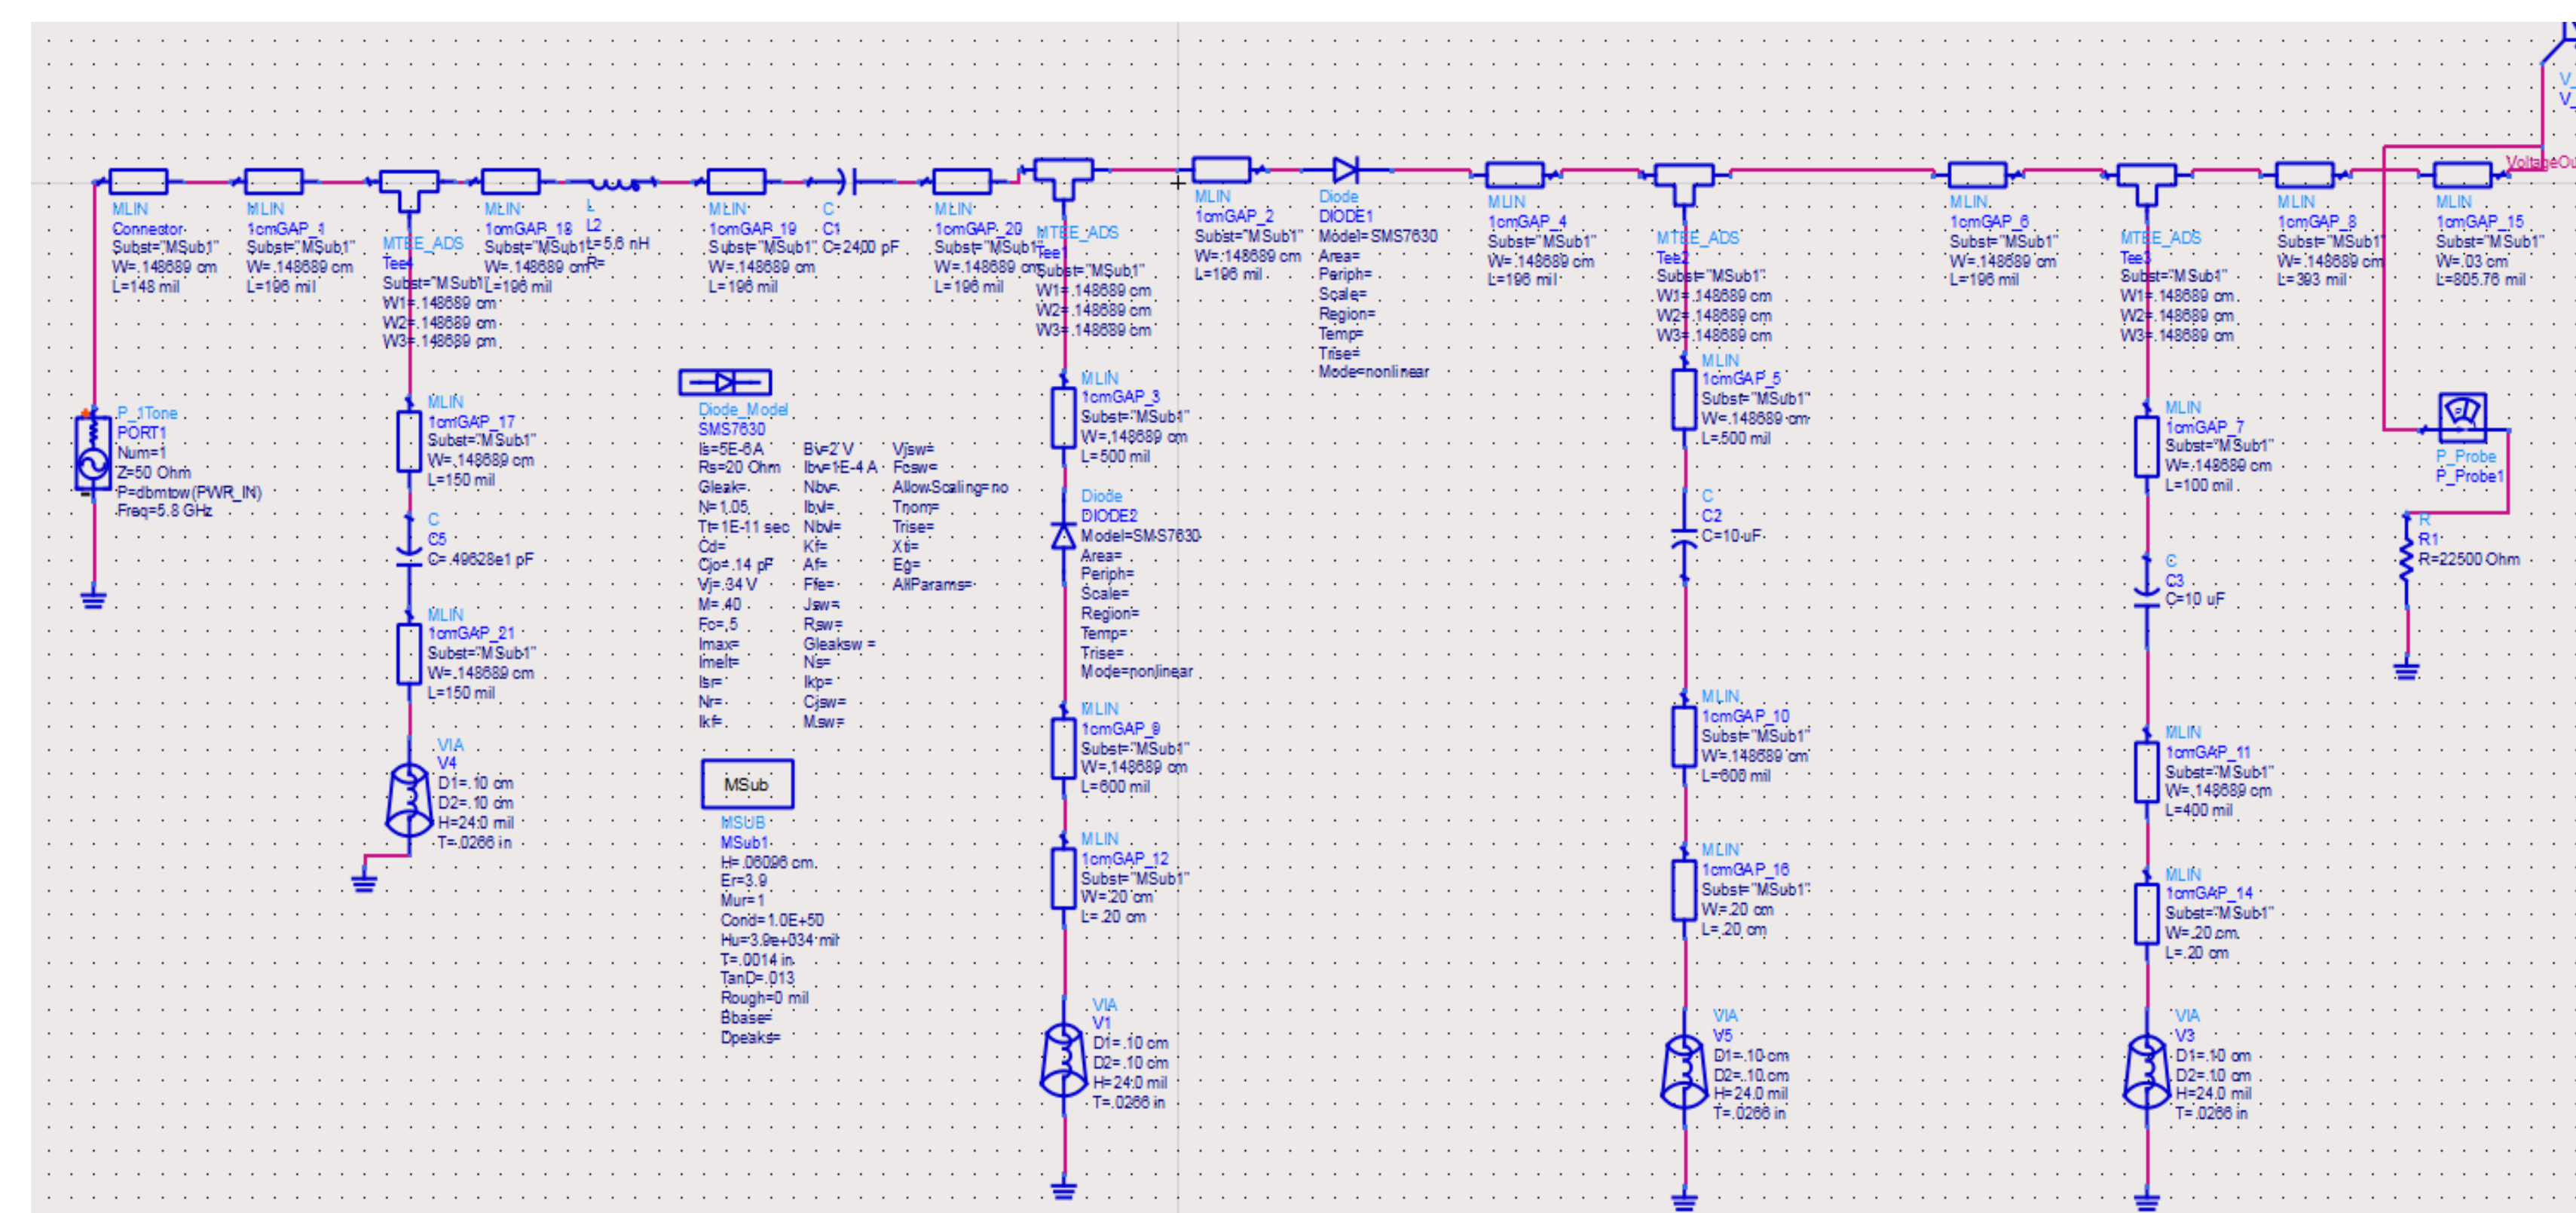 MLIN
Connector
Subst="MSub1"
W=.148689 cm
L=148 mil
MLIN
1cmGAP_1
Subst="MSub1"
W=.148689 cm
L=196 mil
MTEE_ADS
Tee4
Subst="MSub1"
W1=.148689 cm
W2=.148689 cm
W3=.148689 cm
MLIN
1cmGAP_18
Subst="MSub1"
W=.148689 cm
L=196 mil
L
L2
L=5.6 nH
R=
MLIN
1cmGAP_19
Subst="MSub1"
W=.148689 cm
L=196 mil
C
C1
C=2400 pF
MLIN
1cmGAP_20
Subst="MSub1"
W=.148689 cm
L=196 mil
MTEE_ADS
Tee1
Subst="MSub1"
W1=.148689 cm
W2=.148689 cm
W3=.148689 cm
MLIN
1cmGAP_2
Subst="MSub1"
W=.148689 cm
L=196 mil
Diode
DIODE1
Model=SMS7630
Area=
Periph=
Scale=
Region=
Temp=
Trise=
Mode=nonlinear
MLIN
1cmGAP_4
Subst="MSub1"
W=.148689 cm
L=196 mil
MTEE_ADS
Tee2
Subst="MSub1"
W1=.148689 cm
W2=.148689 cm
W3=.148689 cm
MLIN
1cmGAP_6
Subst="MSub1"
W=.148689 cm
L=196 mil
MTEE_ADS
Tee3
Subst="MSub1"
W1=.148689 cm
W2=.148689 cm
W3=.148689 cm
MLIN
1cmGAP_8
Subst="MSub1"
W=.148689 cm
L=393 mil
MLIN
1cmGAP_15
Subst="MSub1"
W=.03 cm
L=805.76 mil
V_
V_
VoltageOu
P_1Tone
PORT1
Num=1
Z=50 Ohm
P=dbmtow(PWR_IN)
Freq=5.8 GHz
MLIN
1cmGAP_17
Subst="MSub1"
W=.148689 cm
L=150 mil
C
C5
C=.49628e1 pF
MLIN
1cmGAP_21
Subst="MSub1"
W=.148689 cm
L=150 mil
VIA
V4
D1=.10 cm
D2=.10 cm
H=24.0 mil
T=.0266 in
Diode_Model
SMS7630
Is=5E-6 A
Rs=20 Ohm
Gleak=
N=1.05
Tt=1E-11 sec
Cd=
Cjo=.14 pF
Vj=.34 V
M=.40
Fc=.5
Imax=
Imelt=
Isr=
Nr=
Ikf=
Bv=2 V
Ibv=1E-4 A
Nbv=
Ibvl=
Nbvl=
Kf=
Af=
Ffe=
Jsw=
Rsw=
Gleaksw=
Ns=
Ikp=
Cjsw=
Msw=
Vjsw=
Fcsw=
AllowScaling=no
Tnom=
Trise=
Xti=
Eg=
AllParams=
MSub
MSUB
MSub1
H=.06096 cm
Er=3.9
Mur=1
Cond=1.0E+50
Hu=3.9e+034 mil
T=.0014 in
TanD=.013
Rough=0 mil
Bbase=
Dpeaks=
MLIN
1cmGAP_3
Subst="MSub1"
W=.148689 cm
L=500 mil
Diode
DIODE2
Model=SMS7630
Area=
Periph=
Scale=
Region=
Temp=
Trise=
Mode=nonlinear
MLIN
1cmGAP_9
Subst="MSub1"
W=.148689 cm
L=600 mil
MLIN
1cmGAP_12
Subst="MSub1"
W=.20 cm
L=.20 cm
VIA
V1
D1=.10 cm
D2=.10 cm
H=24.0 mil
T=.0266 in
MLIN
1cmGAP_5
Subst="MSub1"
W=.148689 cm
L=500 mil
C
C2
C=10 uF
MLIN
1cmGAP_10
Subst="MSub1"
W=.148689 cm
L=600 mil
MLIN
1cmGAP_16
Subst="MSub1"
W=.20 cm
L=.20 cm
VIA
V5
D1=.10 cm
D2=.10 cm
H=24.0 mil
T=.0266 in
MLIN
1cmGAP_7
Subst="MSub1"
W=.148689 cm
L=100 mil
C
C3
C=10 uF
MLIN
1cmGAP_11
Subst="MSub1"
W=.148689 cm
L=400 mil
MLIN
1cmGAP_14
Subst="MSub1"
W=.20 cm
L=.20 cm
VIA
V3
D1=.10 cm
D2=.10 cm
H=24.0 mil
T=.0266 in
P_Probe
P_Probe1
R
R1
R=22500 Ohm